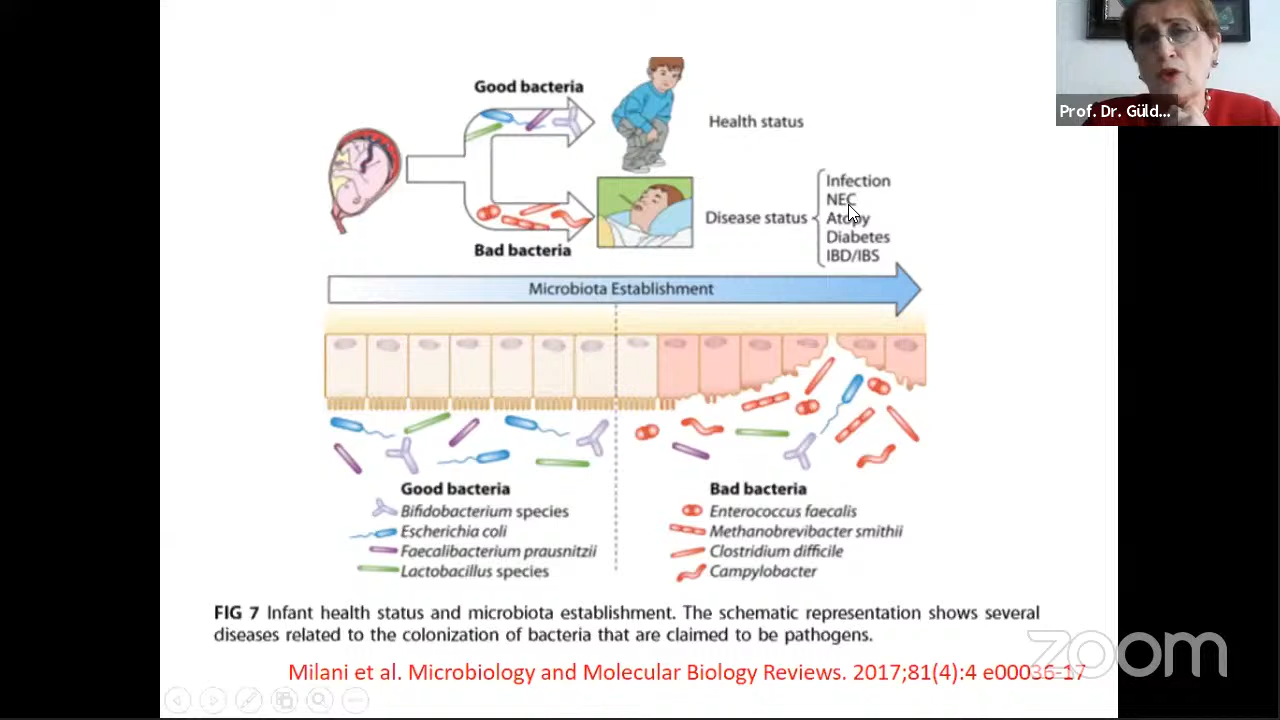 Good bacteria
Health status
Prof. Dr. Güld...
Infection
NEC
Atopy
Diabetes
IBD/IBS
Disease status
Bad bacteria
Microbiota Establishment
Good bacteria
Bifidobacterium species
Escherichia coli
Faecalibacterium prausnitzii
Lactobacillus species
Bad bacteria
Enterococcus faecalis
Methanobrevibacter smithii
Clostridium difficile
Campylobacter
FIG 7 Infant health status and microbiota establishment. The schematic representation shows several
diseases related to the colonization of bacteria that are claimed to be pathogens.
Milani et al. Microbiology and Molecular Biology Reviews. 2017;81(4):4 e00036-17
zoom